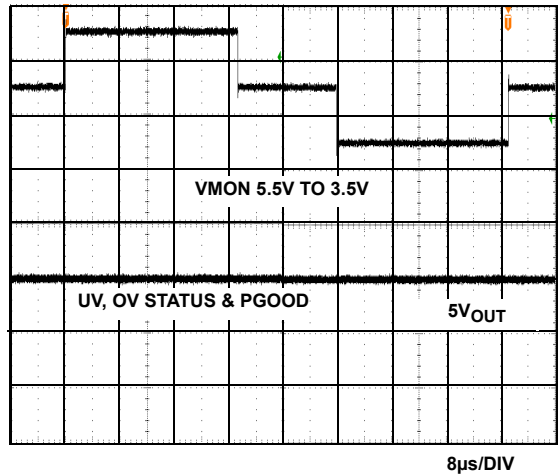 T
T
VMON 5.5V TO 3.5V
UV, OV STATUS & PGOOD
5VOUT
8µs/DIV